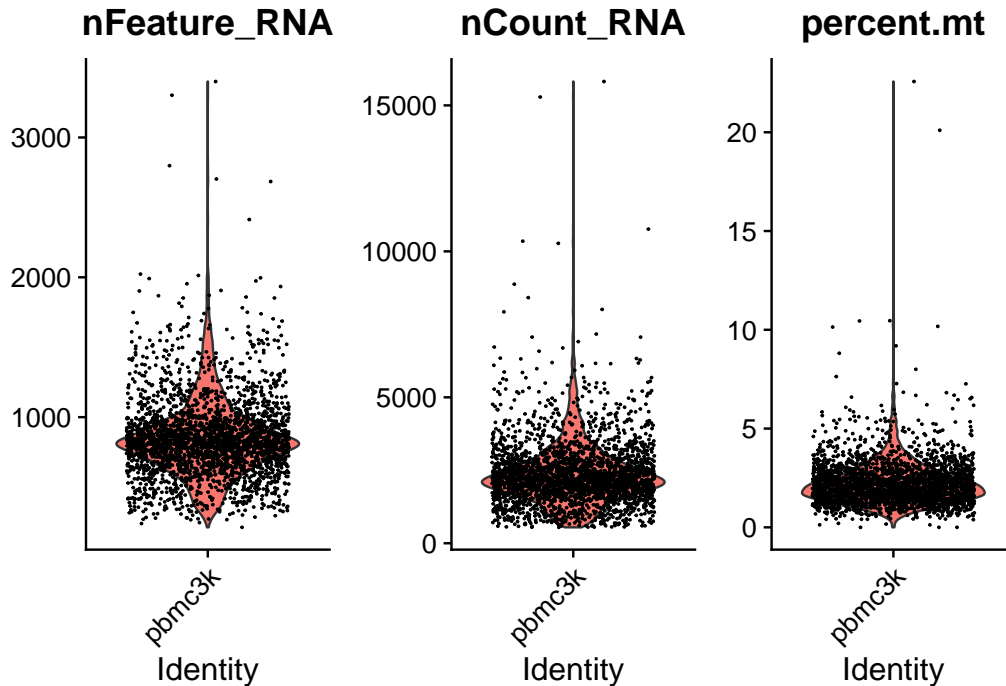 nFeature_RNA
3000
2000
1000
pbmc3k
Identity
nCount_RNA
15000
10000
5000
0
pbmc3k
Identity
percent.mt
20
15
10
5
0
pbmc3k
Identity